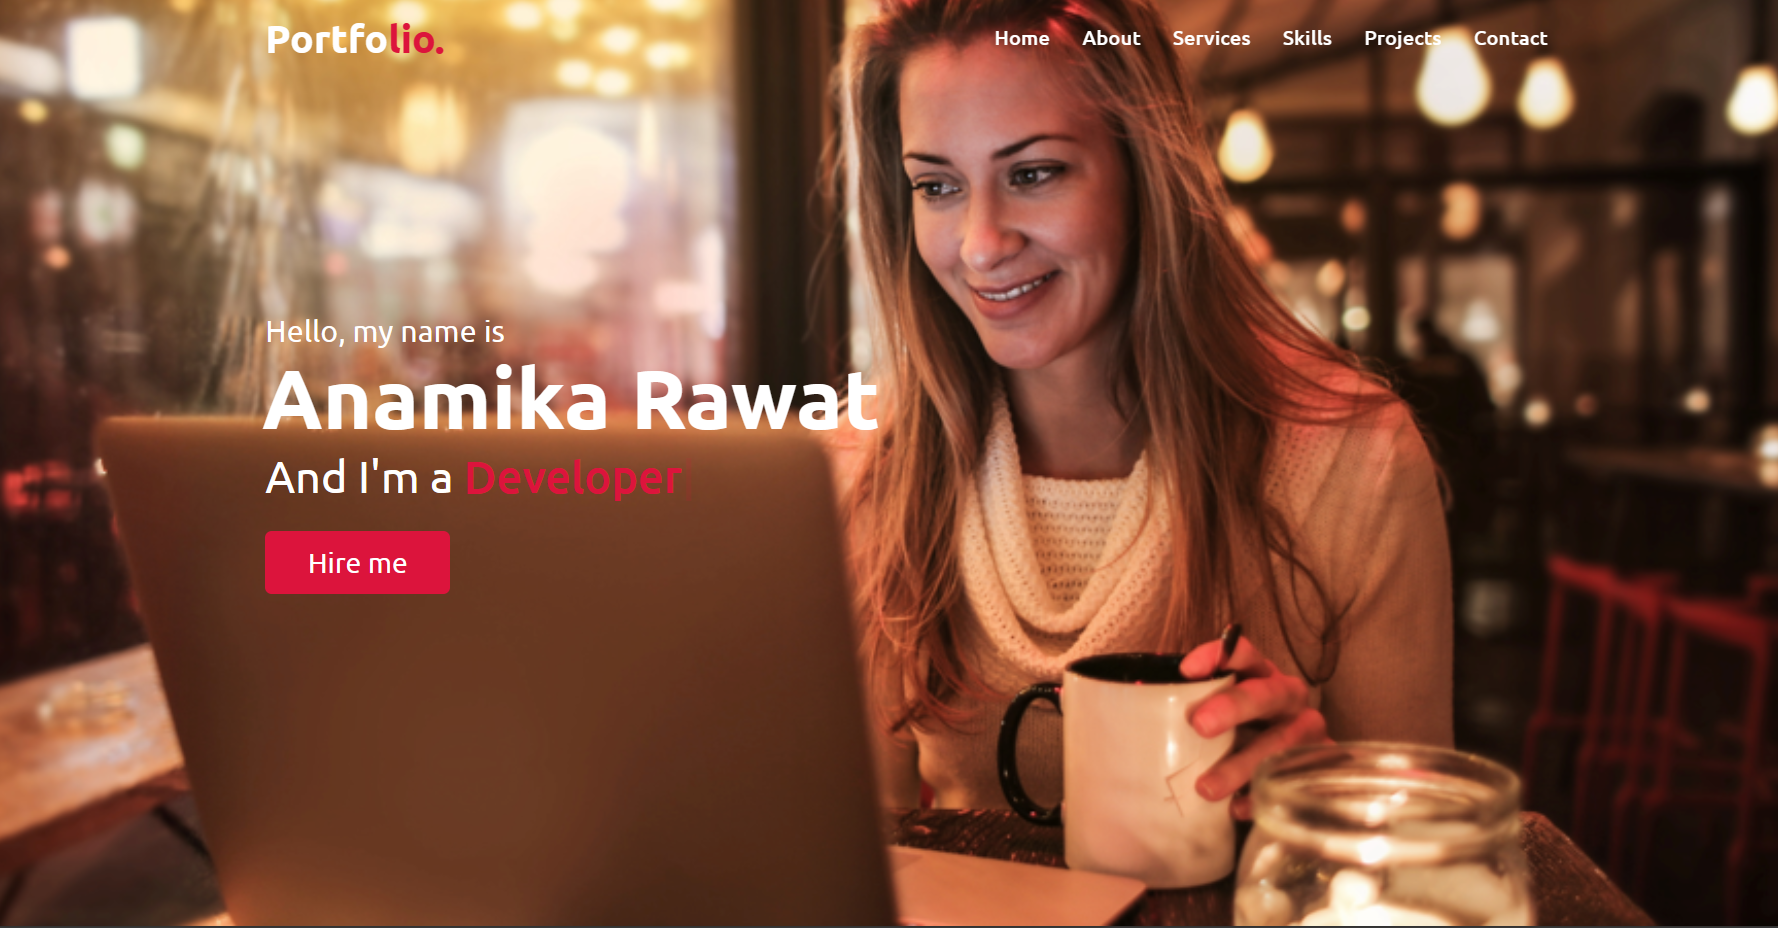 Portfolio.
Home About Services Skills Projects Contact
Hello, my name is
Anamika Rawat
And I'm a Developer
Hire me